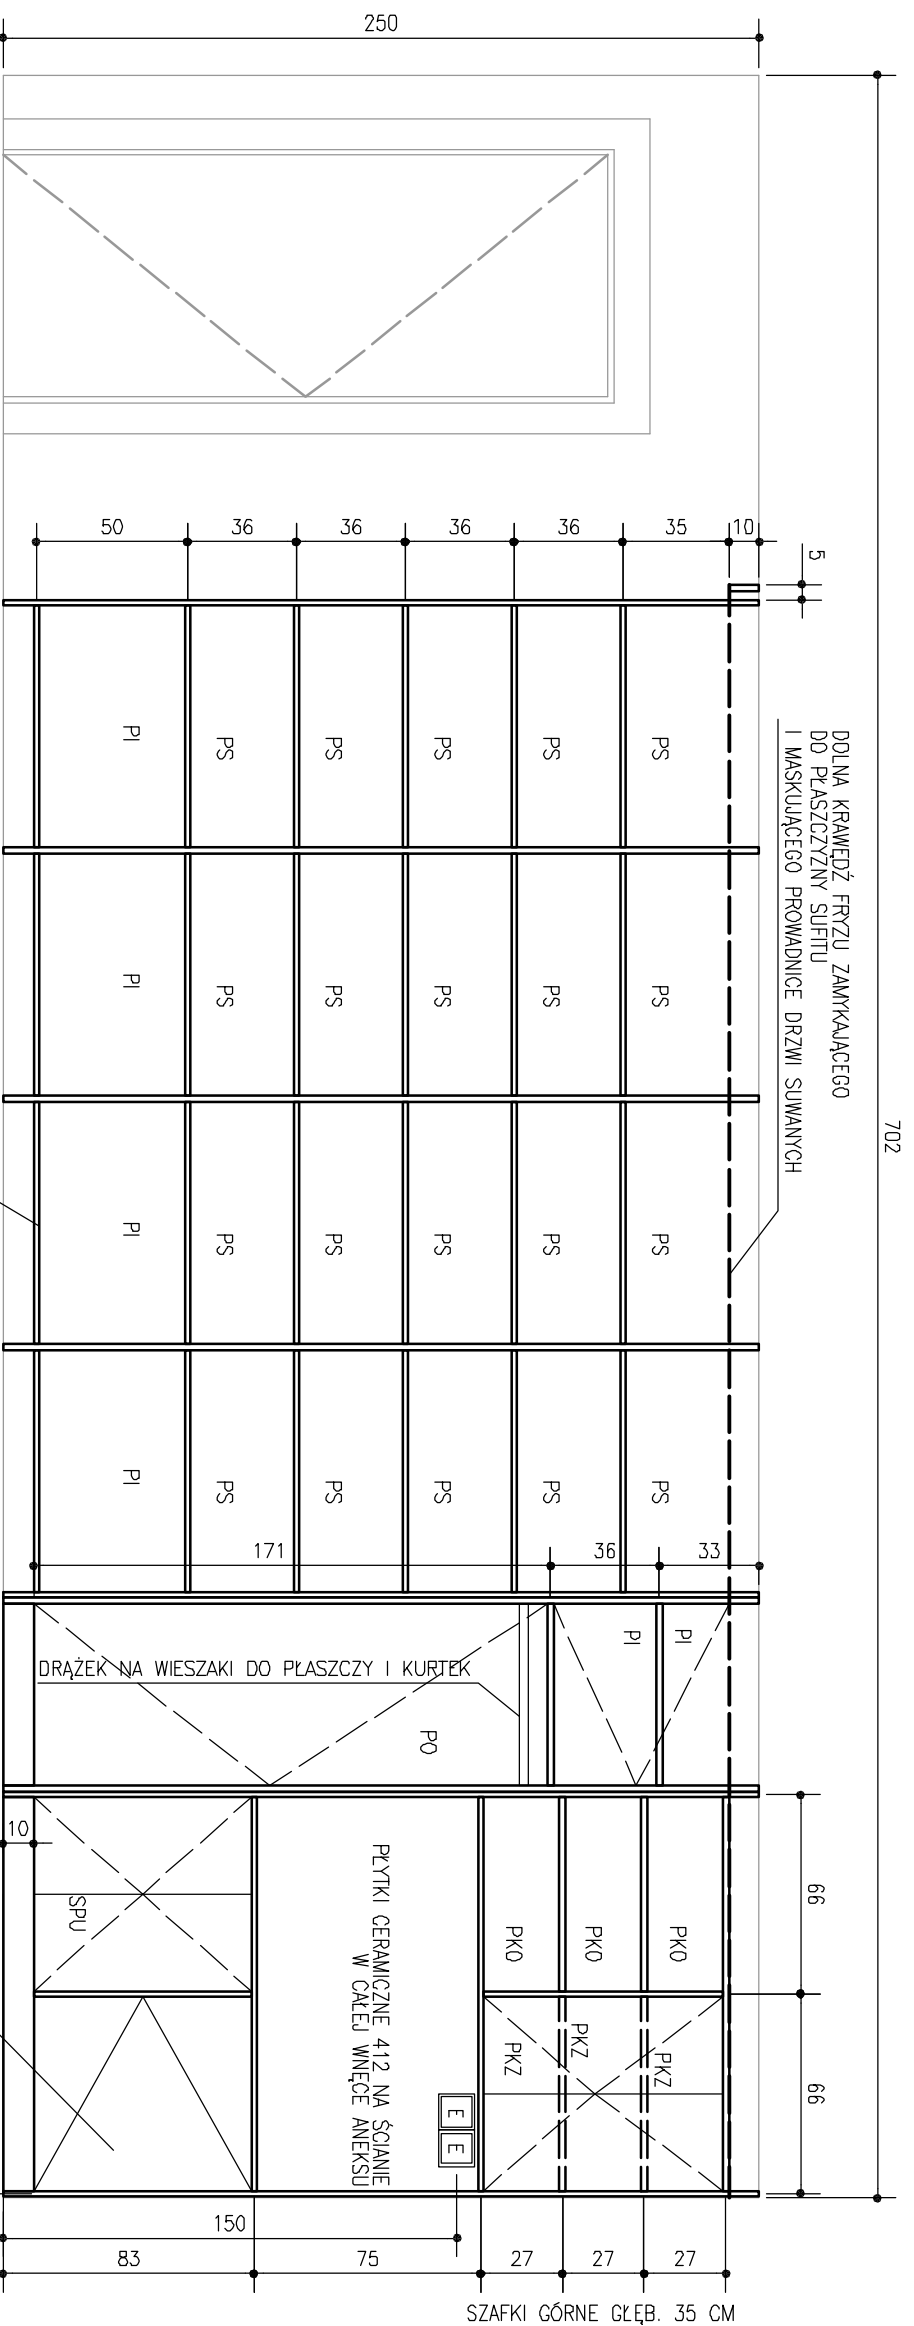 250
702
DOLNA KRAWĘDŹ FRYZU ZAMYKAJĄCEGO
DO PŁASZCZYZNY SUFITU
I MASKUJĄCEGO PROWADNICE DRZWI SUWANYCH
50
36
36
36
36
35
10
5
PI
PS
PS
PS
PS
PS
PI
PS
PS
PS
PS
PS
PI
PS
PS
PS
PS
PS
PI
PS
PS
PS
PS
PS
171
36
33
PI
PI
DRĄŻEK NA WIESZAKI DO PŁASZCZY I KURTEK
PO
10
66
66
SPU
PŁYTKI CERAMICZNE 412 NA ŚCIANIE
W CAŁEJ WNĘCE ANEKSU
PKO
PKO
PKO
PKZ
PKZ
PKZ
E
E
150
83
75
27
27
27
SZAFKI GÓRNE GŁĘB. 35 CM